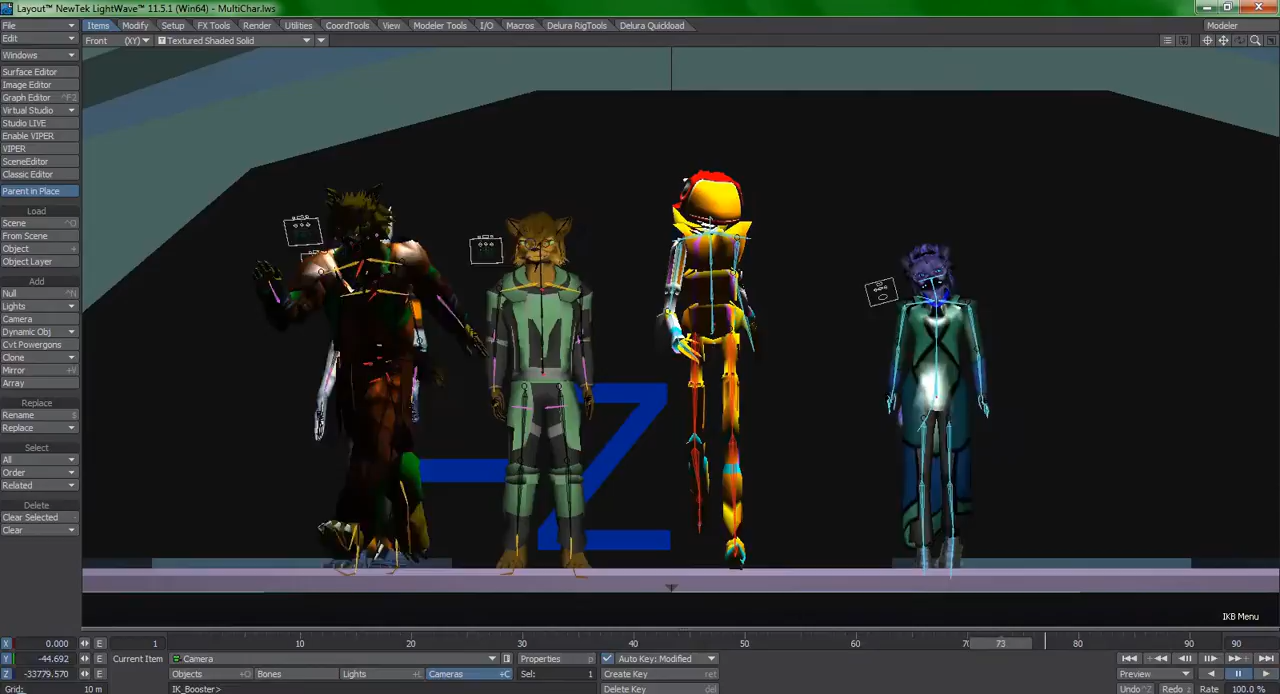 Layout™ NewTek LightWave™ 11.5.1 (Win64) - MultiChar.lws
File Items Modify Setup FX Tools Render Utilities CoordTools View Modeler Tools I/O Macros Delura RigTools Delura Quickload Modeler
Edit Front (XY) Textured Shaded Solid
Windows
Surface Editor
Image Editor
Graph Editor ^F2
Virtual Studio
Studio LIVE
Enable VIPER
VIPER
SceneEditor
Classic Editor
Parent in Place
Load
Scene ^O
From Scene
Object +
Object Layer
Add
Null ^N
Lights
Camera
Dynamic Obj
Cvt Powergons
Clone
Mirror +V
Array
Replace
Rename $
Replace
Select
All
Order
Related
Delete
Clear Selected -
Clear
Z
IKB Menu
X 0.000 E 1 10 20 30 40 50 60 70 73 80 90 90
Y -44.692 E Current Item Camera Properties p Auto Key: Modified
Z -33779.570 E Objects +O Bones Lights +L Cameras +C Sel: 1 Create Key ret Preview
Grid: 10 m IK_Booster> Delete Key del Undo ^Z Redo z Rate 100.0 %